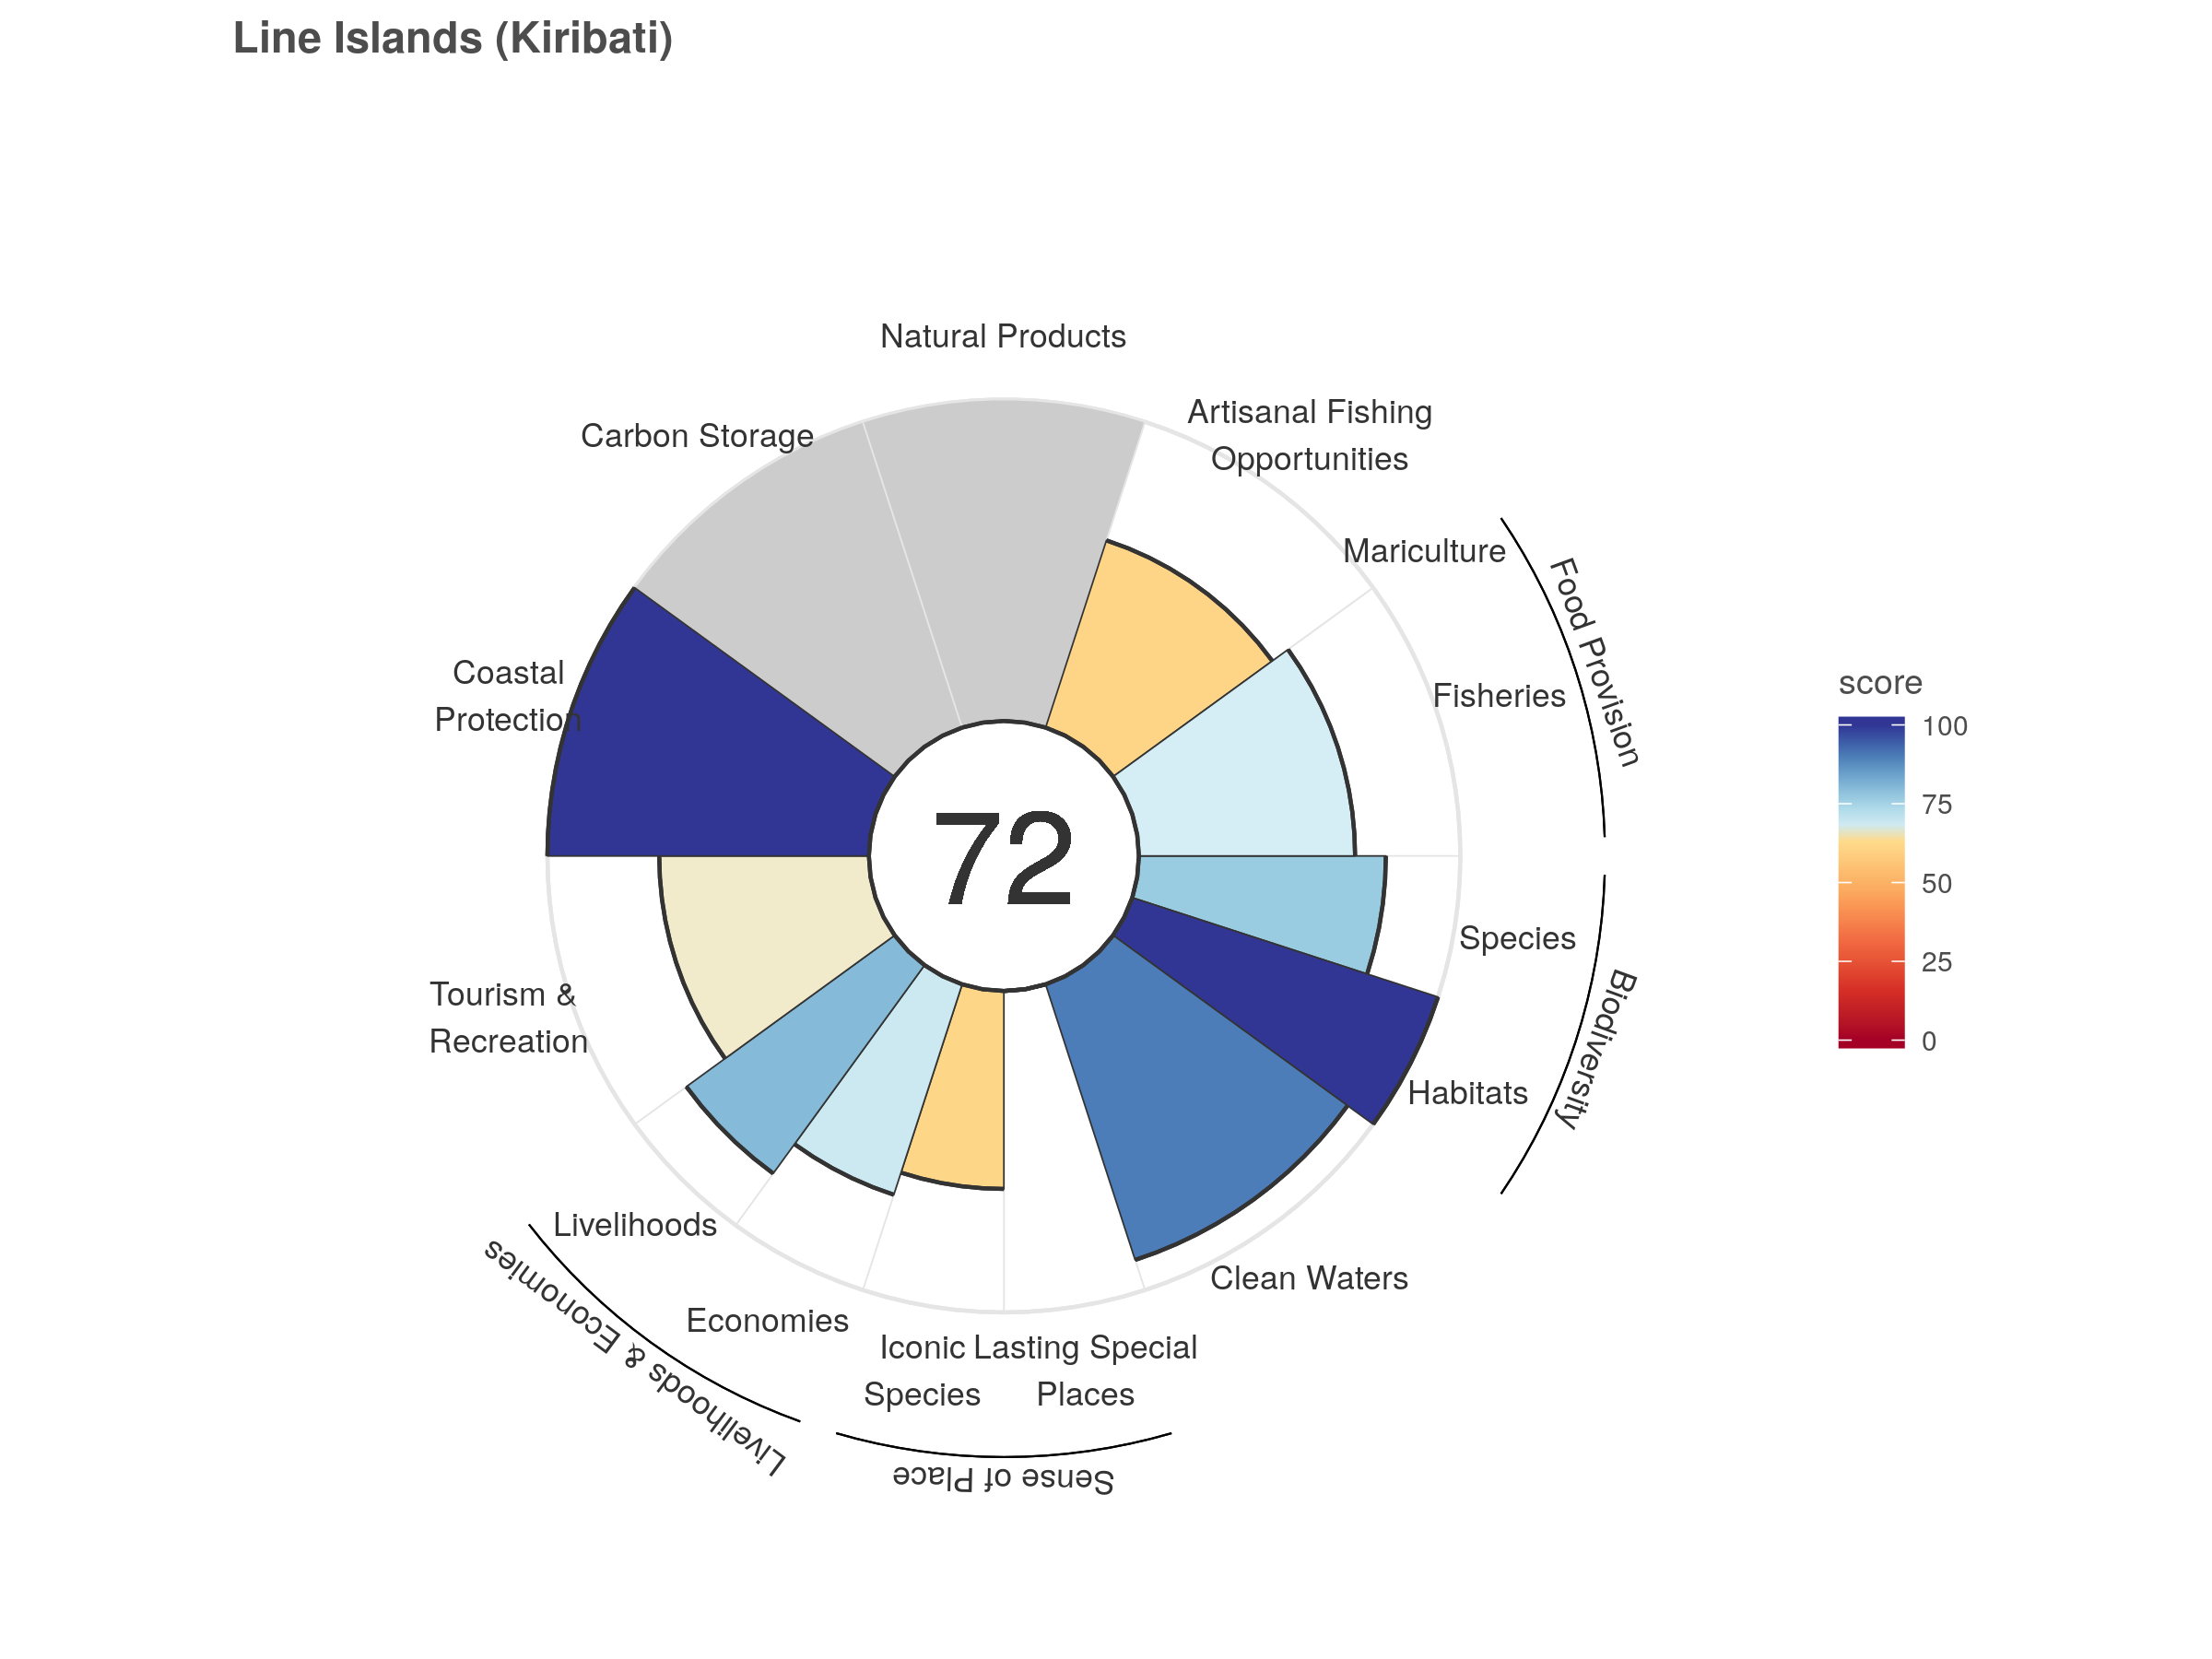 Line Islands (Kiribati)
Natural Products
Artisanal Fishing
Opportunities
Carbon Storage
Mariculture
Food Provision
Fisheries
Coastal
Protection
score
100
75
50
25
0
72
Species
Biodiversity
Tourism &
Recreation
Habitats
Livelihoods
Livelihoods & Economies
Clean Waters
Economies
Iconic
Species
Lasting Special
Places
Sense of Place